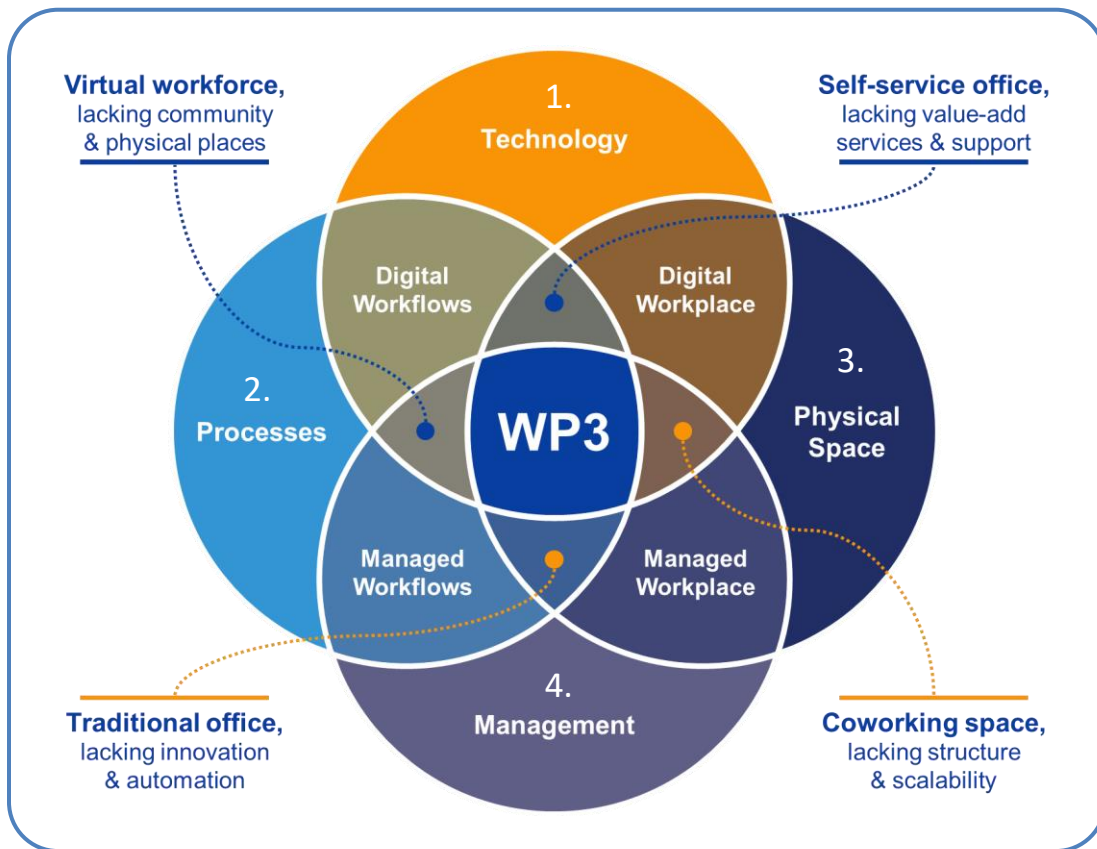 Virtual workforce,
lacking community
& physical places
1.
Technology
Self-service office,
lacking value-add
services & support
Digital
Workflows
Digital
Workplace
2.
Processes
WP3
3.
Physical
Space
Managed
Workflows
Managed
Workplace
4.
Management
Traditional office,
lacking innovation
& automation
Coworking space,
lacking structure
& scalability